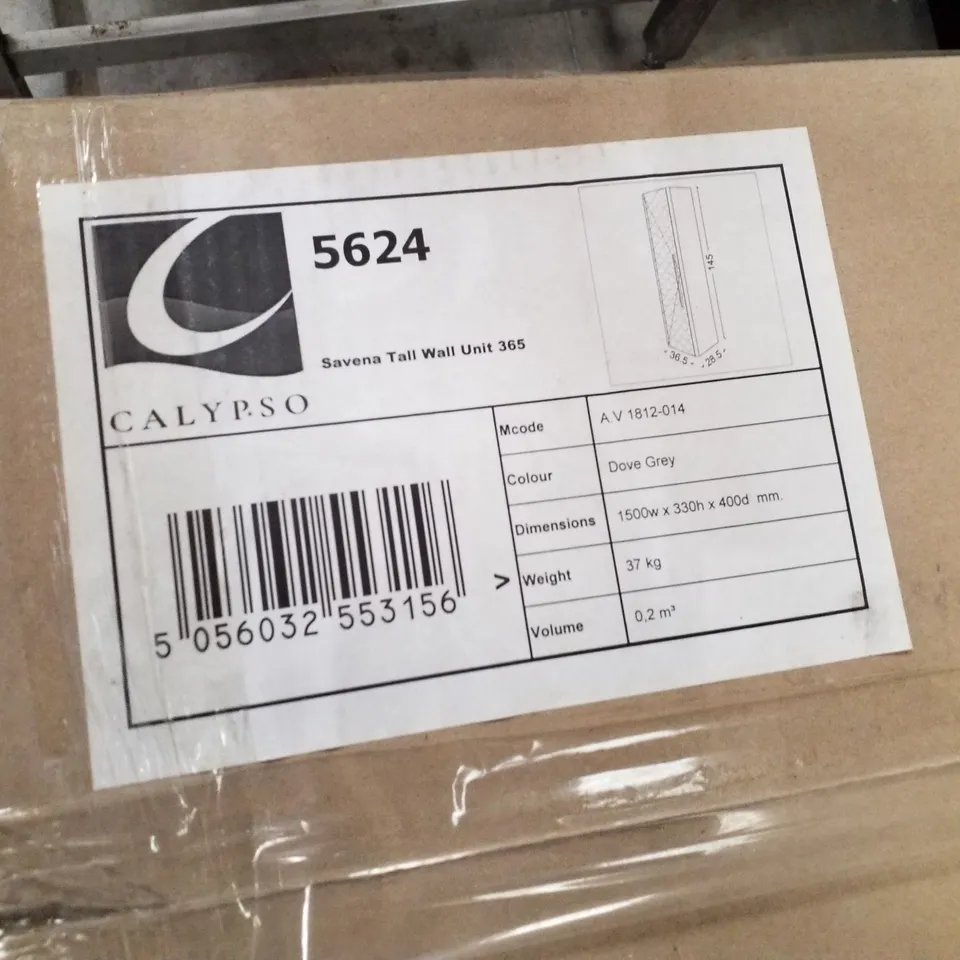 5624
Savena Tall Wall Unit 365
145
36.5
28.5
CALYPSO
Mcode A.V 1812-014
Colour Dove Grey
Dimensions 1500w x 330h x 400d mm.
Weight 37 kg
Volume 0,2 m³
5 056032 553156 >